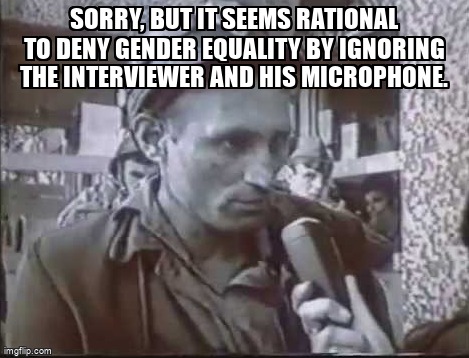 SORRY, BUT IT SEEMS RATIONAL
TO DENY GENDER EQUALITY BY IGNORING
THE INTERVIEWER AND HIS MICROPHONE.
imgflip.com